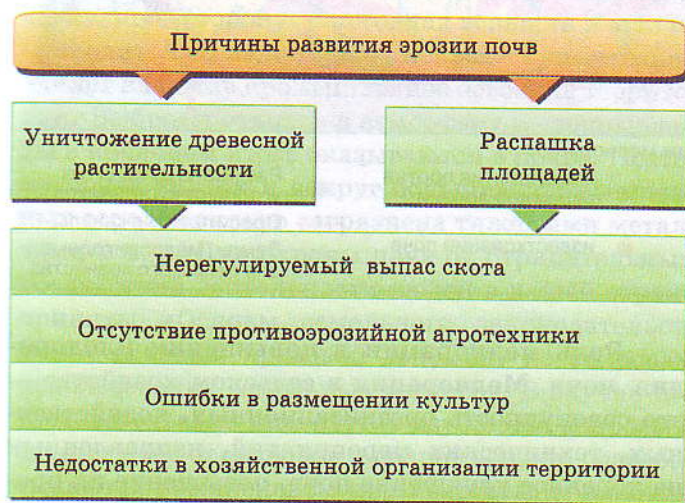 Причины развития эрозии почв
Уничтожение древесной
растительности
Распашка
площадей
Нерегулируемый выпас скота
Отсутствие противоэрозийной агротехники
Ошибки в размещении культур
Недостатки в хозяйственной организации территории